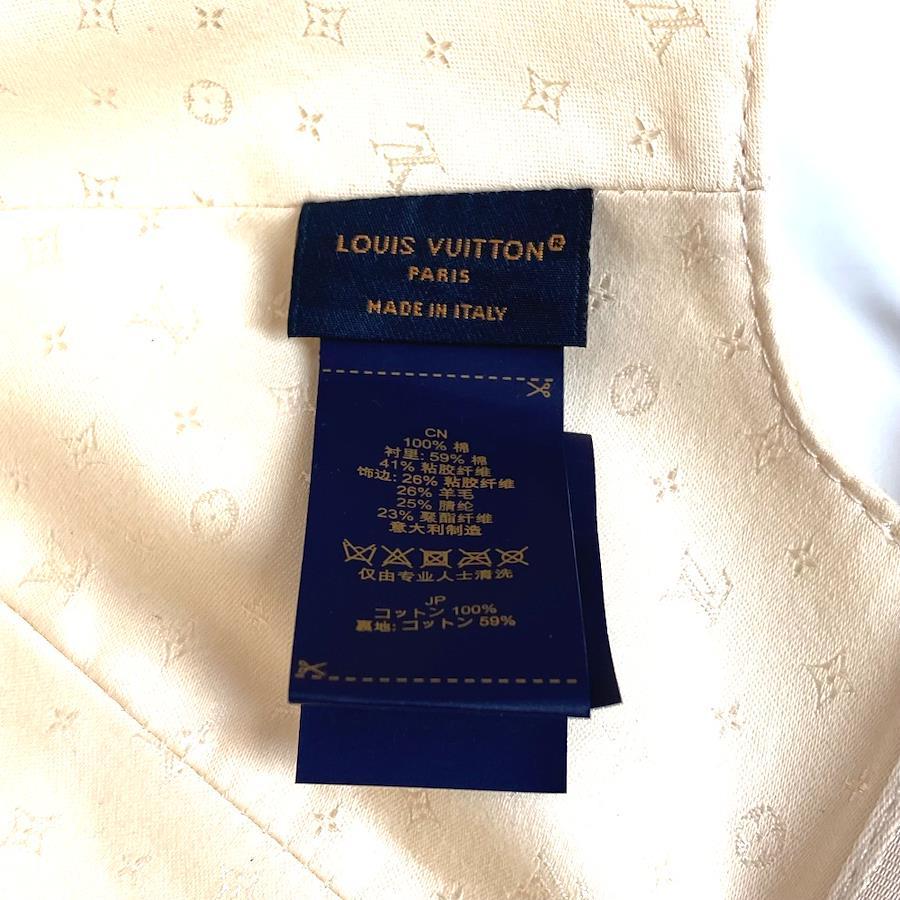 LOUIS VUITTON®
PARIS
MADE IN ITALY
CN
100% 棉
衬里: 59% 棉
41% 粘胶纤维
饰边: 26% 粘胶纤维
26% 羊毛
25% 腈纶
23% 聚酯纤维
意大利制造
仅由专业人士清洗
JP
コットン 100%
裏地: コットン 59%